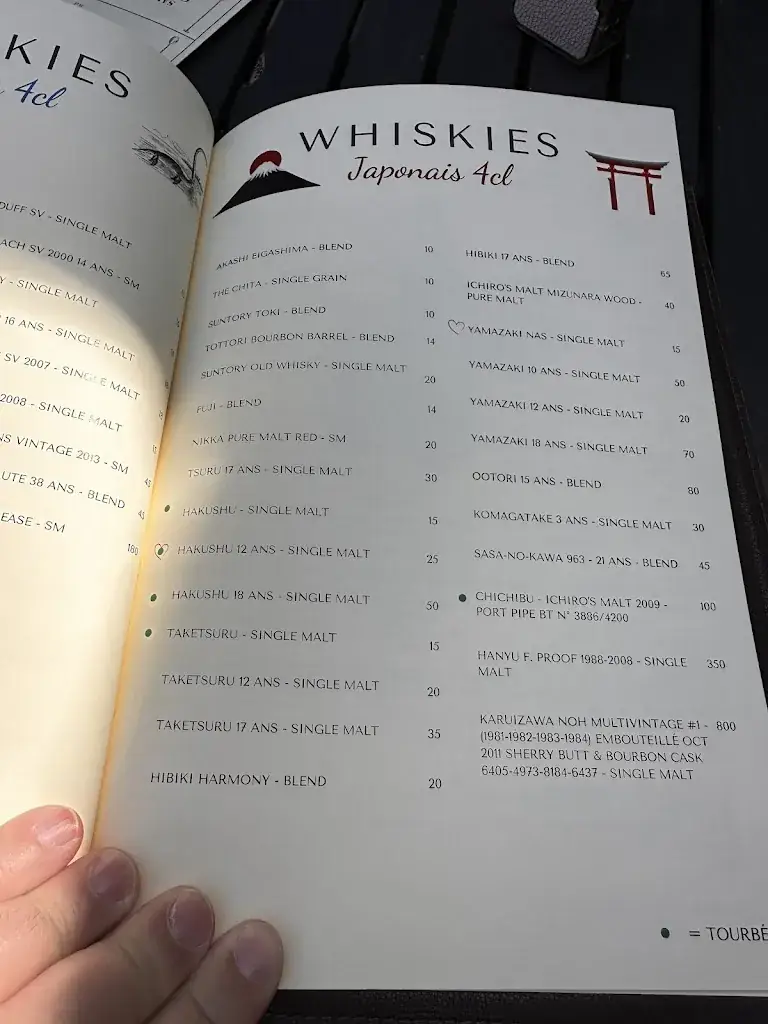 KIES
4cl
DUFF SV - SINGLE MALT
ACH SV 2000 14 ANS - SM
Y - SINGLE MALT
16 ANS - SINGLE MALT
SV 2007 - SINGLE MALT
2008 - SINGLE MALT
NS VINTAGE 2013 - SM
45
UTE 38 ANS - BLEND
EASE - SM
180
WHISKIES
Japonais 4cl
AKASHI EIGASHIMA - BLEND 10
THE CHITA - SINGLE GRAIN 10
SUNTORY TOKI - BLEND 10
TOTTORI BOURBON BARREL - BLEND 14
SUNTORY OLD WHISKY - SINGLE MALT 20
FUJI - BLEND 14
NIKKA PURE MALT RED - SM 20
TSURU 17 ANS - SINGLE MALT 30
HAKUSHU - SINGLE MALT 15
HAKUSHU 12 ANS - SINGLE MALT 25
HAKUSHU 18 ANS - SINGLE MALT 50
TAKETSURU - SINGLE MALT 15
TAKETSURU 12 ANS - SINGLE MALT 20
TAKETSURU 17 ANS - SINGLE MALT 35
HIBIKI HARMONY - BLEND 20
HIBIKI 17 ANS - BLEND 65
ICHIRO'S MALT MIZUNARA WOOD - 40
PURE MALT
YAMAZAKI NAS - SINGLE MALT 15
YAMAZAKI 10 ANS - SINGLE MALT 50
YAMAZAKI 12 ANS - SINGLE MALT 20
YAMAZAKI 18 ANS - SINGLE MALT 70
OOTORI 15 ANS - BLEND 80
KOMAGATAKE 3 ANS - SINGLE MALT 30
SASA-NO-KAWA 963 - 21 ANS - BLEND 45
CHICHIBU - ICHIRO'S MALT 2009 - 100
PORT PIPE BT N° 3886/4200
HANYU F. PROOF 1988-2008 - SINGLE 350
MALT
KARUIZAWA NOH MULTIVINTAGE #1 - 800
(1981-1982-1983-1984) EMBOUTEILLÉ OCT
2011 SHERRY BUTT & BOURBON CASK
6405-4973-8184-6437 - SINGLE MALT
= TOURBÉ